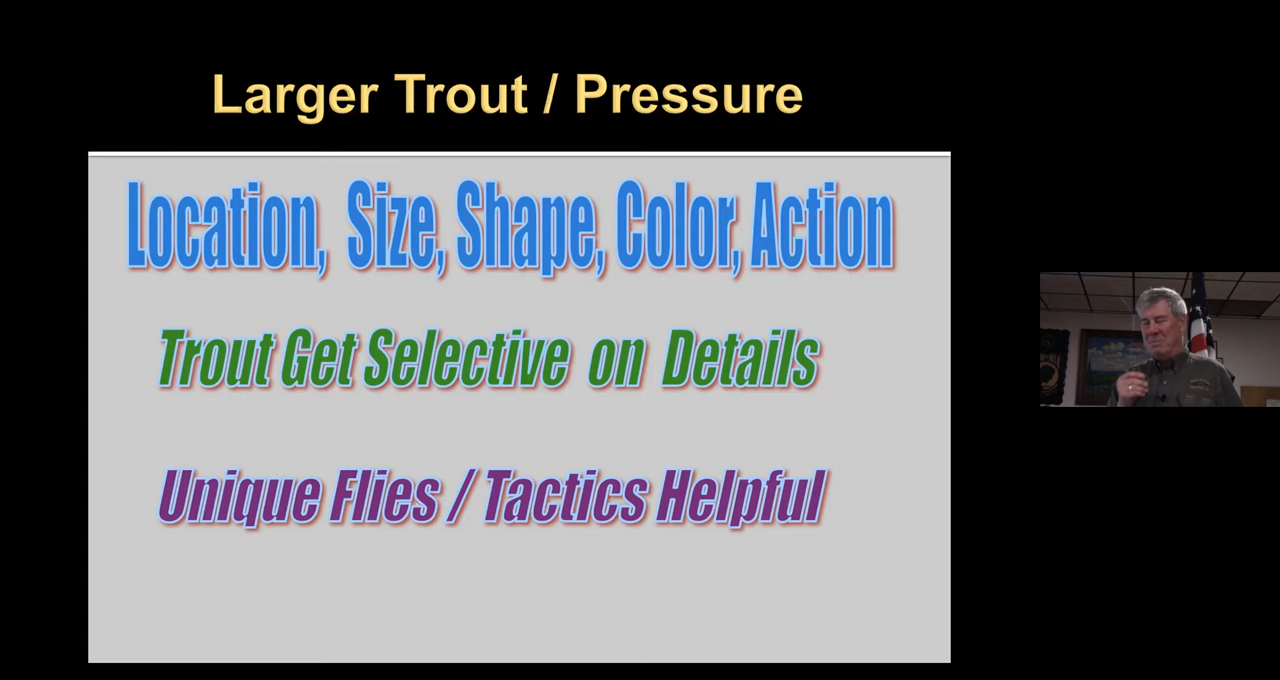 Larger Trout / Pressure
Location, Size, Shape, Color, Action
Trout Get Selective on Details
Unique Flies / Tactics Helpful